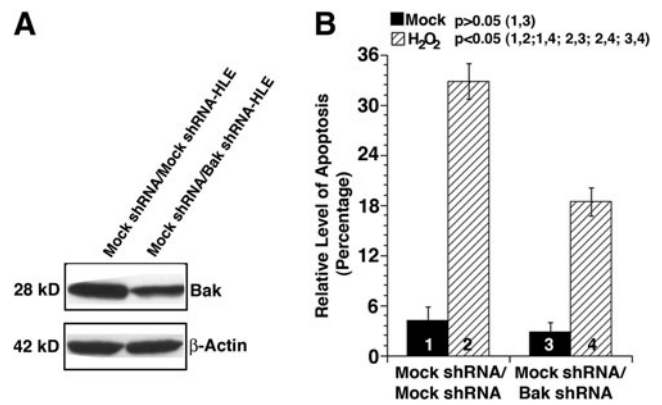 A
Mock shRNA/Mock shRNA-HLE
Mock shRNA/Bak shRNA-HLE
28 kD
Bak
42 kD
β-Actin
B
Mock p>0.05 (1,3)
H2O2 p<0.05 (1,2;1,4; 2,3; 2,4; 3,4)
Relative Level of Apoptosis
(Percentage)
36
30
24
18
12
6
0
1
2
3
4
Mock shRNA/
Mock shRNA
Mock shRNA/
Bak shRNA